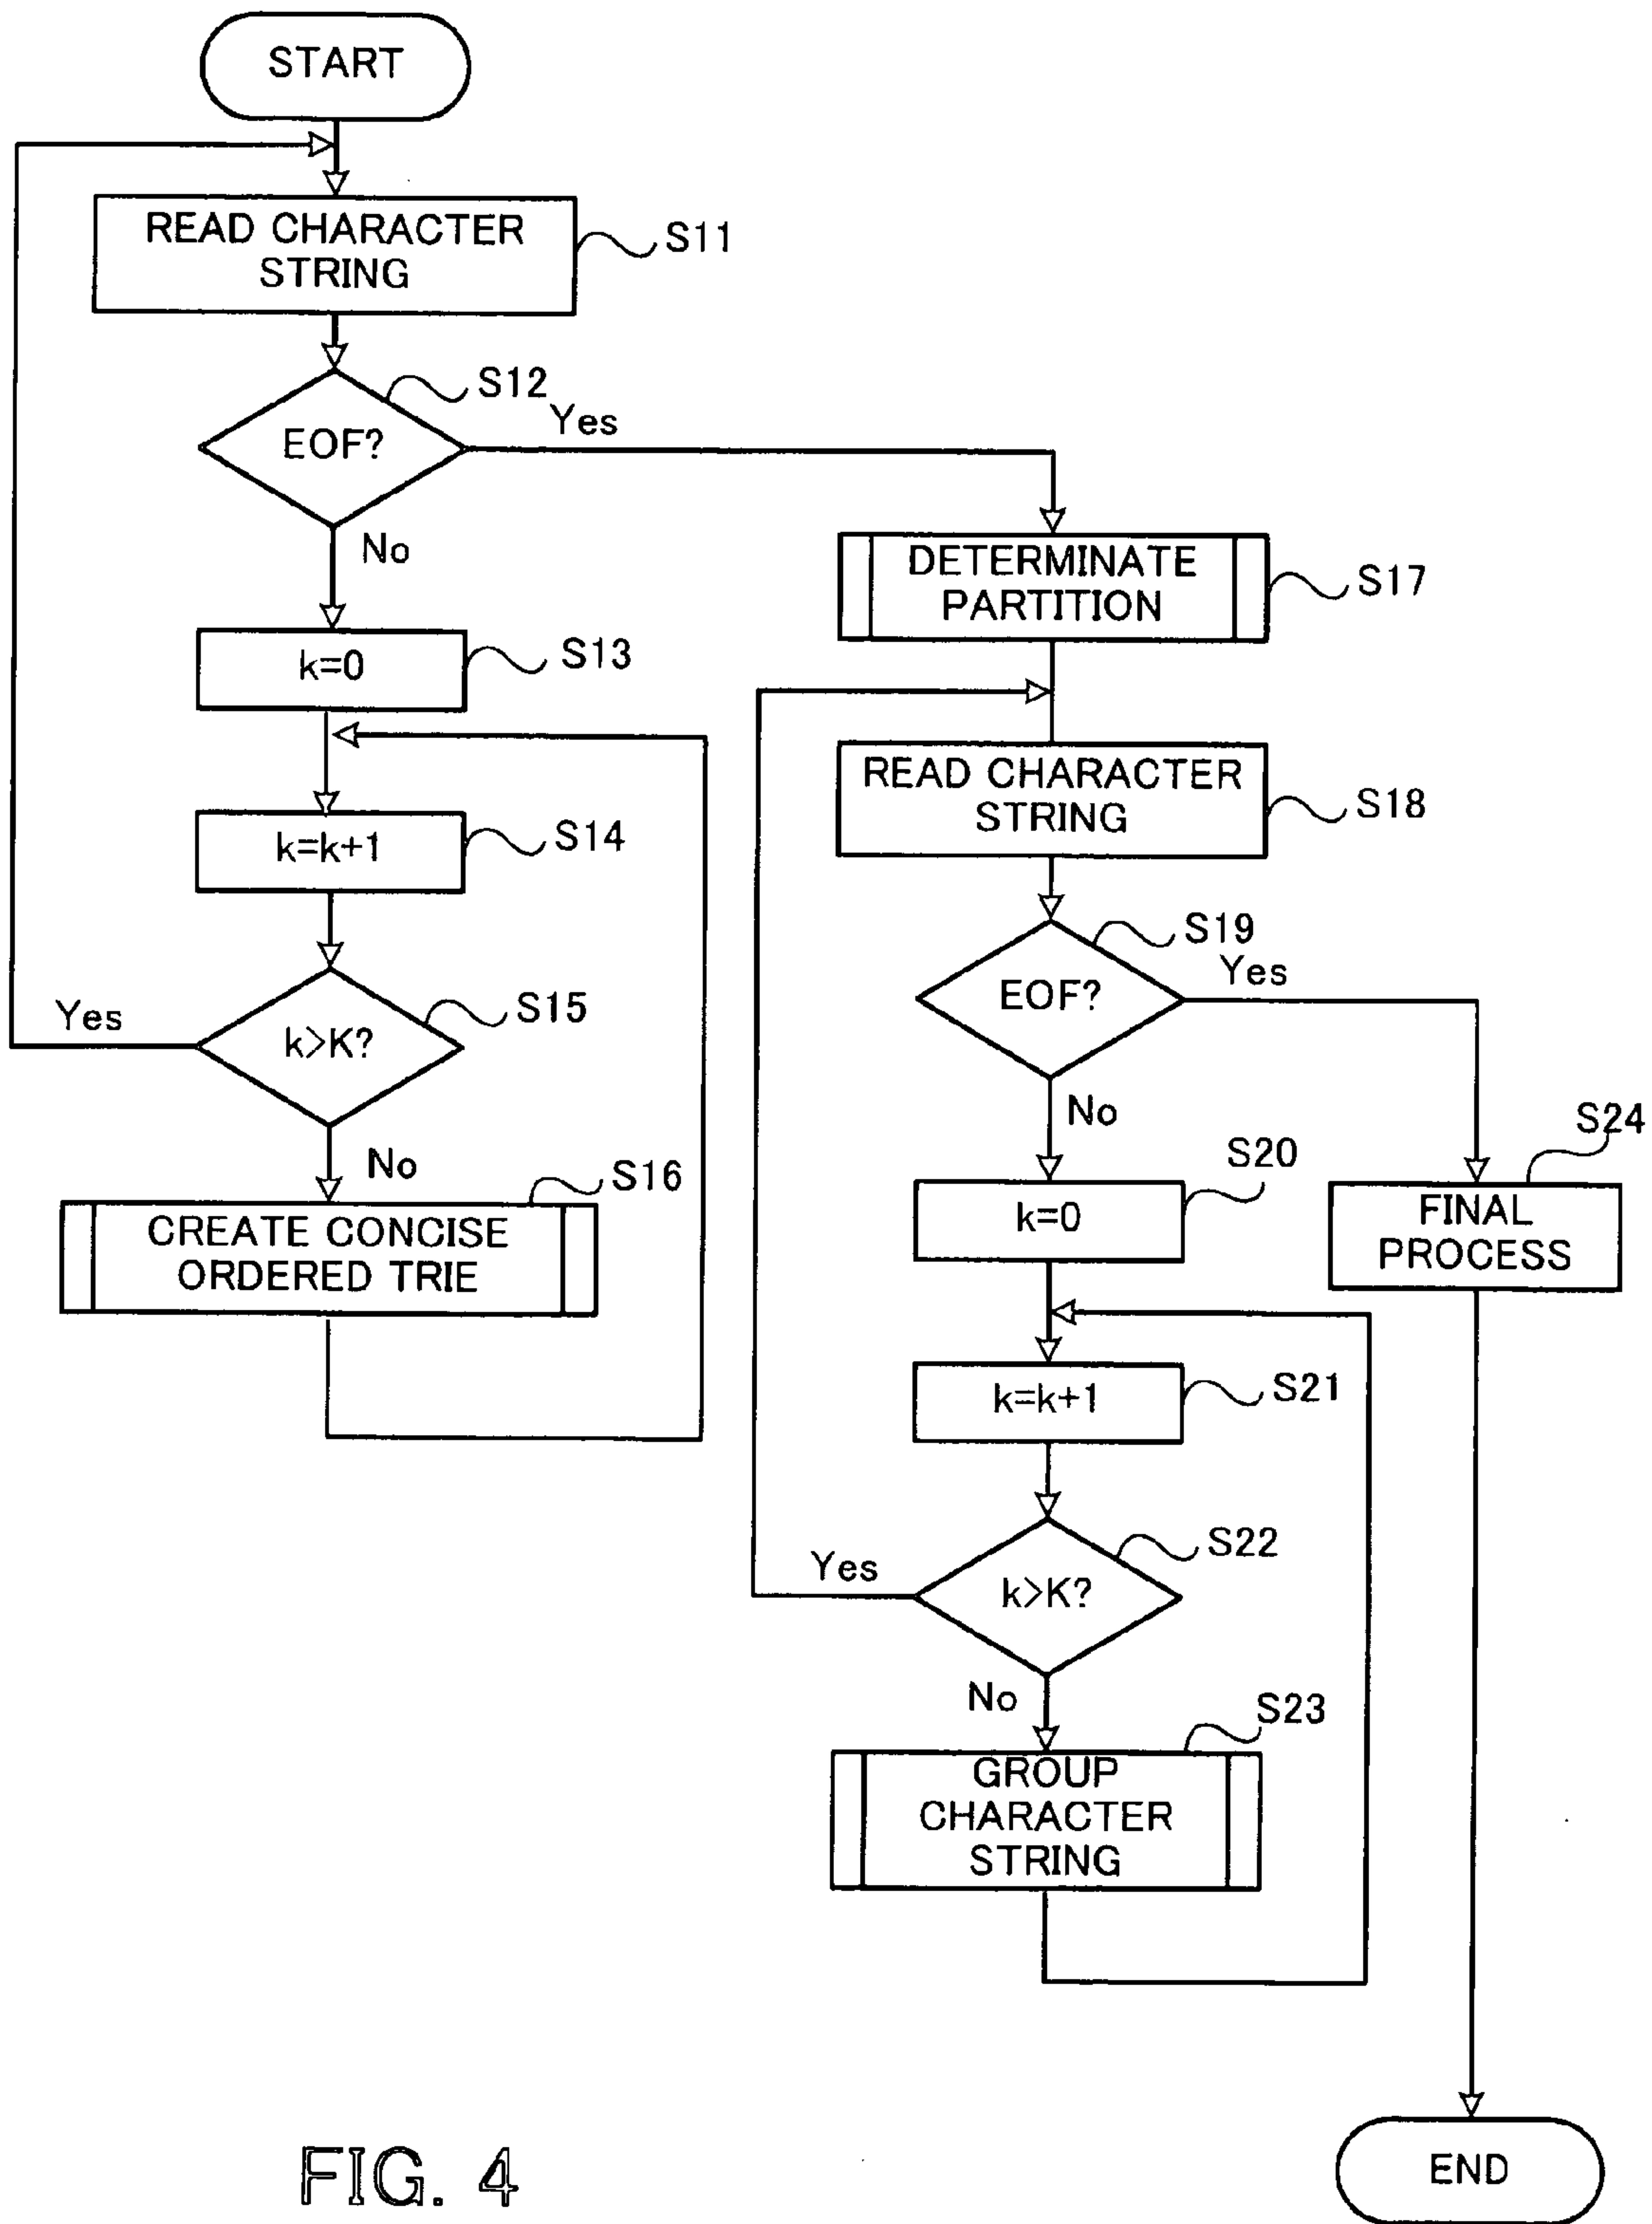 START
READ CHARACTER
STRING
S11
EOF?
S12
Yes
No
k=0
S13
k=k+1
S14
k>K?
S15
Yes
No
CREATE CONCISE
ORDERED TRIE
S16
DETERMINATE
PARTITION
S17
READ CHARACTER
STRING
S18
EOF?
S19
Yes
No
k=0
S20
k=k+1
S21
k>K?
S22
Yes
No
GROUP
CHARACTER
STRING
S23
FINAL
PROCESS
S24
END
FIG. 4